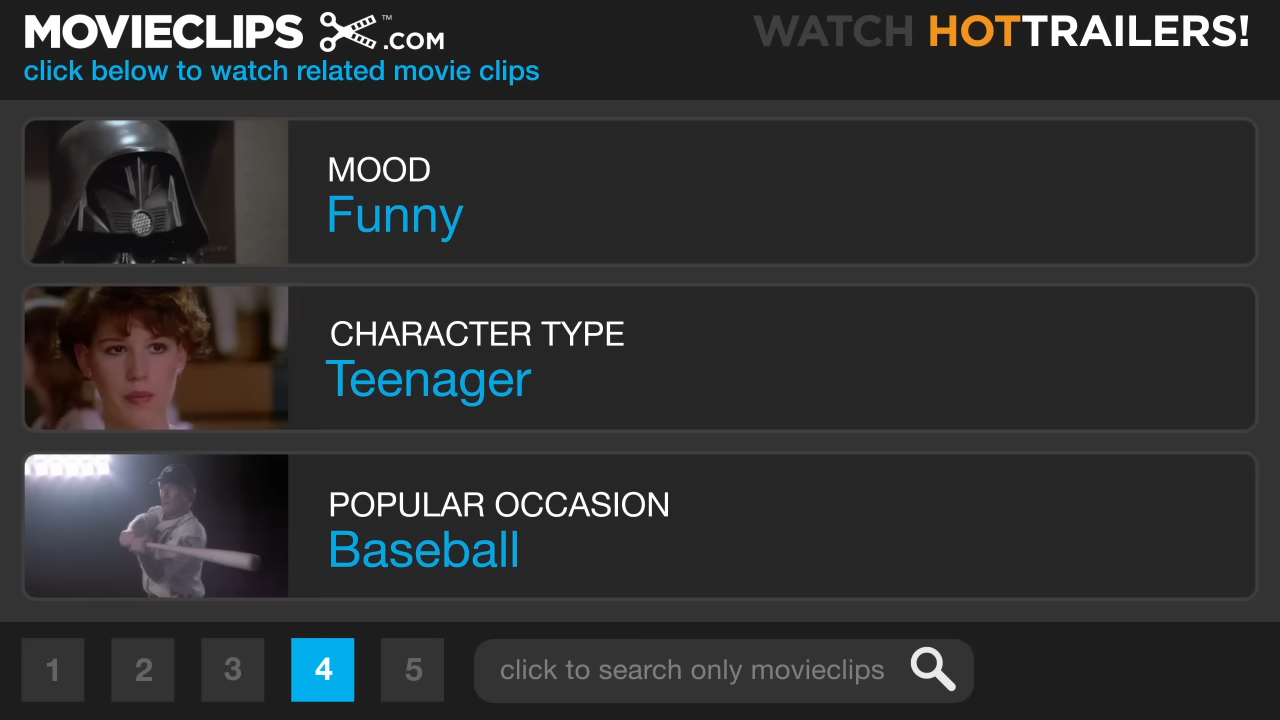 MOVIECLIPS ™ .COM
WATCH HOTTRAILERS!
click below to watch related movie clips
MOOD
Funny
CHARACTER TYPE
Teenager
POPULAR OCCASION
Baseball
1 2 3 4 5 click to search only movieclips